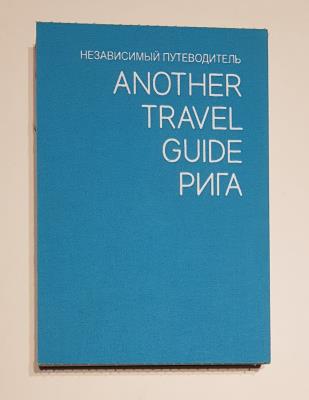 НЕЗАВИСИМЫЙ ПУТЕВОДИТЕЛЬ
ANOTHER
TRAVEL
GUIDE
РИГА